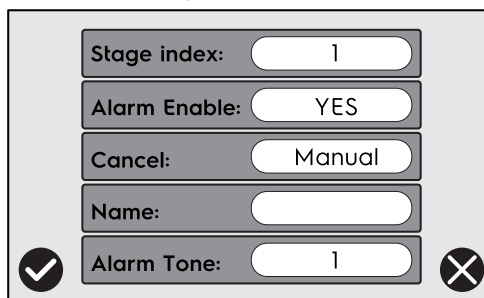 Stage index: 1
Alarm Enable: YES
Cancel: Manual
Name:
Alarm Tone: 1